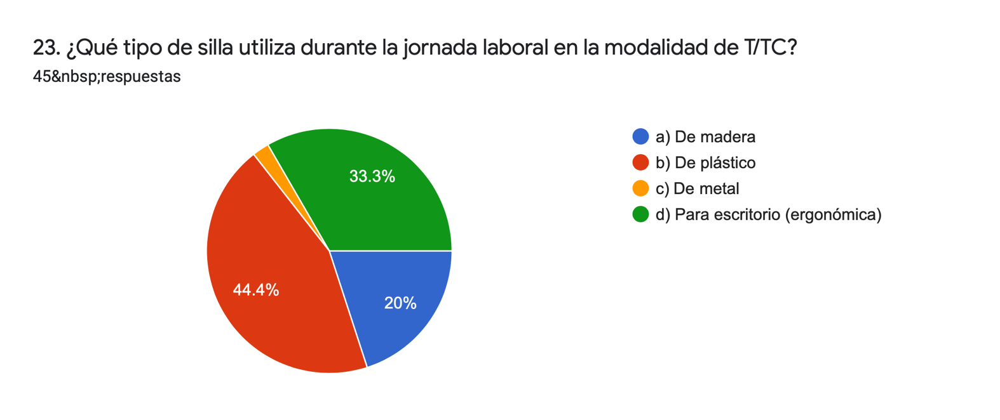 23. ¿Qué tipo de silla utiliza durante la jornada laboral en la modalidad de T/TC?
45&nbsp;respuestas
a) De madera
b) De plástico
c) De metal
d) Para escritorio (ergonómica)
33.3%
44.4%
20%